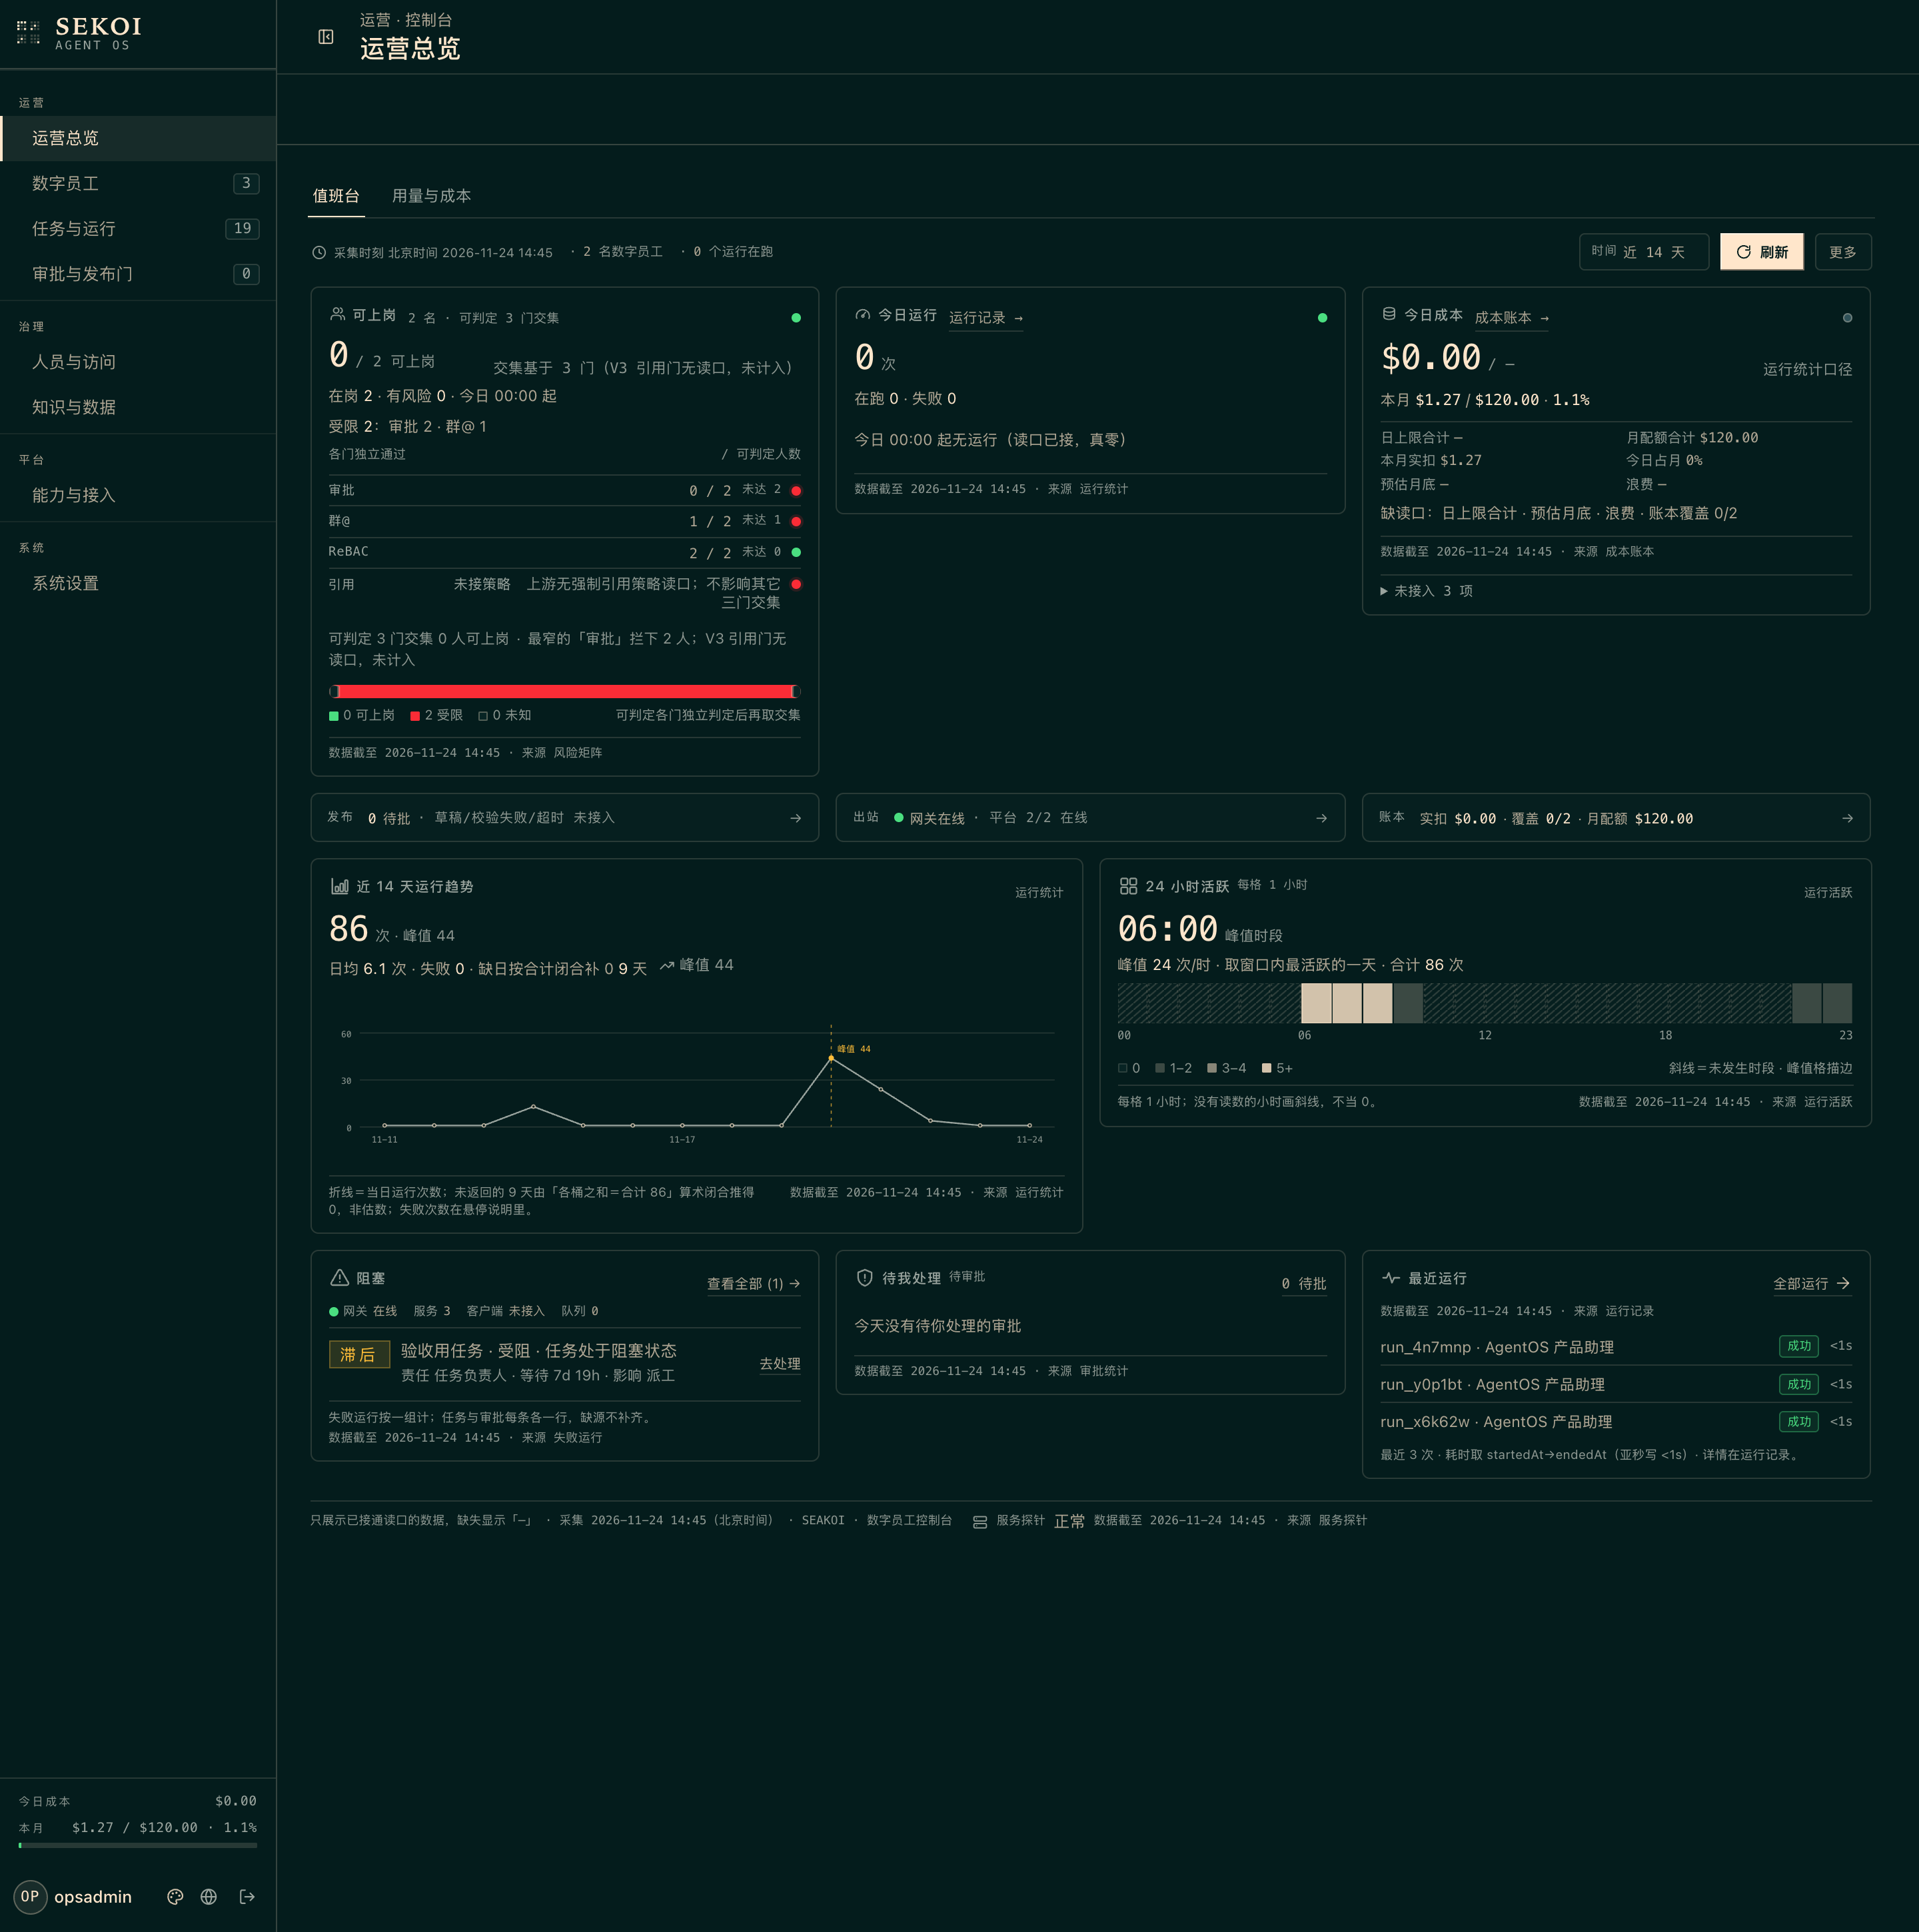 SEKOI
AGENT OS
运营
运营总览
数字员工 3
任务与运行 19
审批与发布门 0
治理
人员与访问
知识与数据
平台
能力与接入
系统
系统设置
今日成本 $0.00
本月 $1.27 / $120.00 · 1.1%
OP opsadmin
运营 · 控制台
运营总览
值班台 用量与成本
采集时刻 北京时间 2026-11-24 14:45 · 2 名数字员工 · 0 个运行在跑
时间 近 14 天 刷新 更多
可上岗 2 名 · 可判定 3 门交集
0 / 2 可上岗 交集基于 3 门（V3 引用门无读口，未计入）
在岗 2 · 有风险 0 · 今日 00:00 起
受限 2：审批 2 · 群@ 1
各门独立通过 / 可判定人数
审批 0 / 2 未达 2
群@ 1 / 2 未达 1
ReBAC 2 / 2 未达 0
引用 未接策略 上游无强制引用策略读口；不影响其它
三门交集
可判定 3 门交集 0 人可上岗 · 最窄的「审批」拦下 2 人；V3 引用门无
读口，未计入
0 可上岗 2 受限 0 未知 可判定各门独立判定后再取交集
数据截至 2026-11-24 14:45 · 来源 风险矩阵
今日运行 运行记录 →
0 次
在跑 0 · 失败 0
今日 00:00 起无运行（读口已接，真零）
数据截至 2026-11-24 14:45 · 来源 运行统计
今日成本 成本账本 →
$0.00 / — 运行统计口径
本月 $1.27 / $120.00 · 1.1%
日上限合计 — 月配额合计 $120.00
本月实扣 $1.27 今日占月 0%
预估月底 — 浪费 —
缺读口：日上限合计 · 预估月底 · 浪费 · 账本覆盖 0/2
数据截至 2026-11-24 14:45 · 来源 成本账本
▶ 未接入 3 项
发布 0 待批 · 草稿/校验失败/超时 未接入 →
出站 网关在线 · 平台 2/2 在线 →
账本 实扣 $0.00 · 覆盖 0/2 · 月配额 $120.00 →
近 14 天运行趋势 运行统计
86 次 · 峰值 44
日均 6.1 次 · 失败 0 · 缺日按合计闭合补 0 9 天 峰值 44
60
30
0
峰值 44
11-11 11-17 11-24
折线＝当日运行次数；未返回的 9 天由「各桶之和＝合计 86」算术闭合推得
0，非估数；失败次数在悬停说明里。
数据截至 2026-11-24 14:45 · 来源 运行统计
24 小时活跃 每格 1 小时 运行活跃
06:00 峰值时段
峰值 24 次/时 · 取窗口内最活跃的一天 · 合计 86 次
00 06 12 18 23
0 1–2 3–4 5+ 斜线＝未发生时段 · 峰值格描边
每格 1 小时；没有读数的小时画斜线，不当 0。 数据截至 2026-11-24 14:45 · 来源 运行活跃
阻塞 查看全部 (1) →
网关 在线 服务 3 客户端 未接入 队列 0
滞后 验收用任务 · 受阻 · 任务处于阻塞状态
责任 任务负责人 · 等待 7d 19h · 影响 派工 去处理
失败运行按一组计；任务与审批每条各一行，缺源不补齐。
数据截至 2026-11-24 14:45 · 来源 失败运行
待我处理 待审批 0 待批
今天没有待你处理的审批
数据截至 2026-11-24 14:45 · 来源 审批统计
最近运行 全部运行 →
数据截至 2026-11-24 14:45 · 来源 运行记录
run_4n7mnp · AgentOS 产品助理 成功 <1s
run_y0p1bt · AgentOS 产品助理 成功 <1s
run_x6k62w · AgentOS 产品助理 成功 <1s
最近 3 次 · 耗时取 startedAt→endedAt（亚秒写 <1s）· 详情在运行记录。
只展示已接通读口的数据，缺失显示「—」 · 采集 2026-11-24 14:45（北京时间） · SEAKOI · 数字员工控制台 服务探针 正常 数据截至 2026-11-24 14:45 · 来源 服务探针